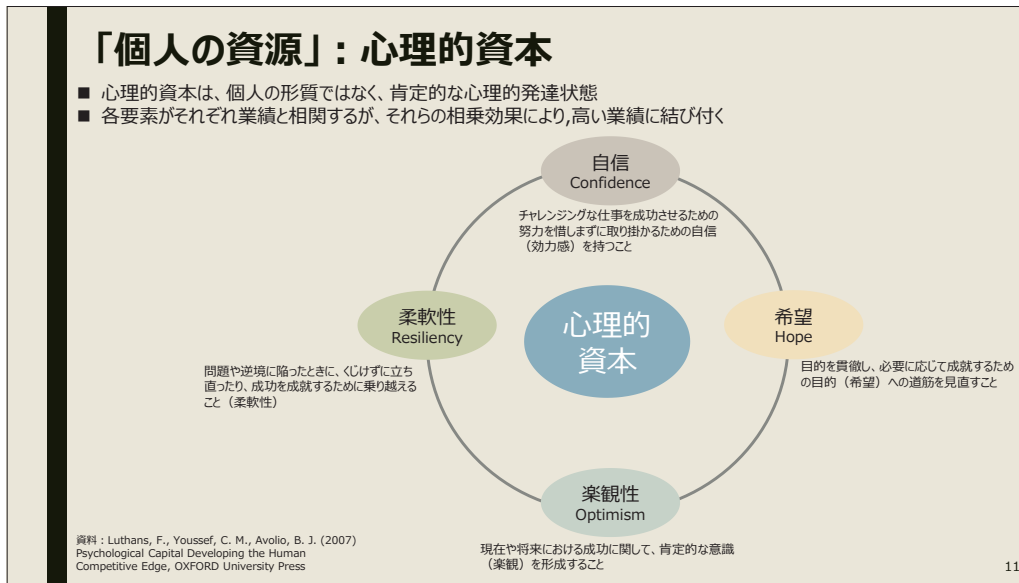 「個人の資源」：心理的資本
■ 心理的資本は、個人の形質ではなく、肯定的な心理的発達状態
■ 各要素がそれぞれ業績と相関するが、それらの相乗効果により,高い業績に結び付く
自信
Confidence
チャレンジングな仕事を成功させるための
努力を惜しまずに取り掛かるための自信
（効力感）を持つこと
柔軟性
Resiliency
問題や逆境に陥ったときに、くじけずに立ち
直ったり、成功を成就するために乗り越える
こと（柔軟性）
心理的
資本
希望
Hope
目的を貫徹し、必要に応じて成就するため
の目的（希望）への道筋を見直すこと
楽観性
Optimism
現在や将来における成功に関して、肯定的な意識
（楽観）を形成すること
資料：Luthans, F., Youssef, C. M., Avolio, B. J. (2007)
Psychological Capital Developing the Human
Competitive Edge, OXFORD University Press
11